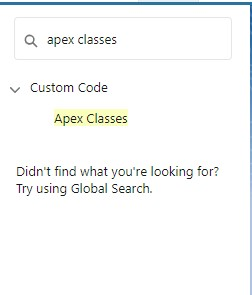 apex classes
Custom Code
Apex Classes
Didn't find what you're looking for?
Try using Global Search.